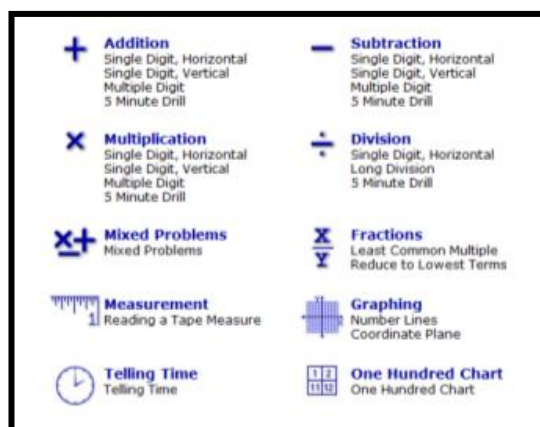 Addition
Single Digit, Horizontal
Single Digit, Vertical
Multiple Digit
5 Minute Drill
Subtraction
Single Digit, Horizontal
Single Digit, Vertical
Multiple Digit
5 Minute Drill
Multiplication
Single Digit, Horizontal
Single Digit, Vertical
Multiple Digit
5 Minute Drill
Division
Single Digit, Horizontal
Long Division
5 Minute Drill
Mixed Problems
Mixed Problems
X
Y
Fractions
Least Common Multiple
Reduce to Lowest Terms
1
Measurement
Reading a Tape Measure
Graphing
Number Lines
Coordinate Plane
Telling Time
Telling Time
1 2
11 12
One Hundred Chart
One Hundred Chart